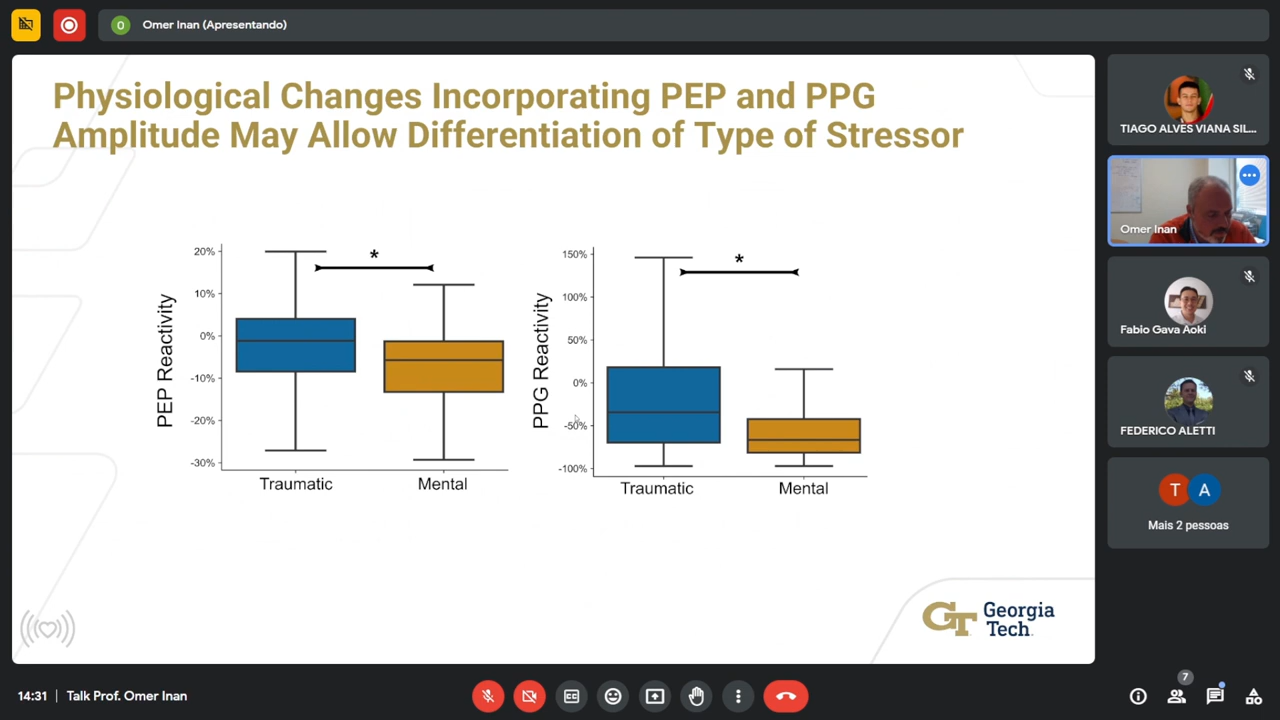 O Omer Inan (Apresentando)
Physiological Changes Incorporating PEP and PPG
Amplitude May Allow Differentiation of Type of Stressor
PEP Reactivity
20%
10%
0%
-10%
-20%
-30%
*
Traumatic Mental
PPG Reactivity
150%
100%
50%
0%
-50%
-100%
*
Traumatic Mental
GT Georgia
Tech
TIAGO ALVES VIANA SIL...
Omer Inan
Fabio Gava Aoki
FEDERICO ALETTI
T A
Mais 2 pessoas
14:31 | Talk Prof. Omer Inan
CC
7